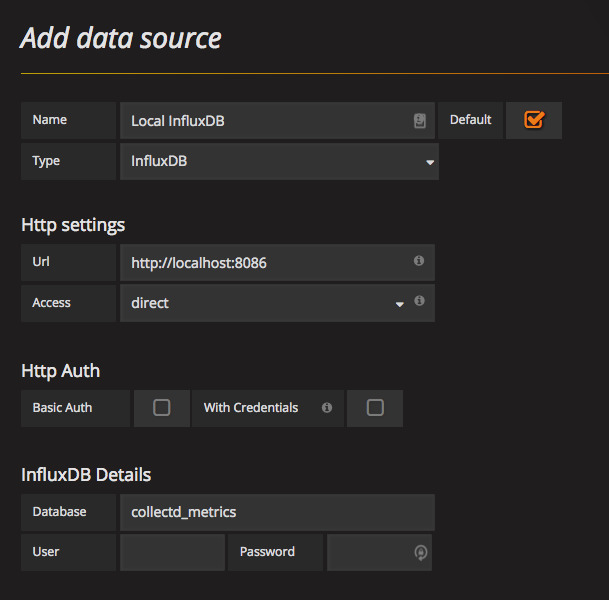 Add data source
Name Local InfluxDB Default
Type InfluxDB
Http settings
Url http://localhost:8086
Access direct
Http Auth
Basic Auth With Credentials
InfluxDB Details
Database collectd_metrics
User Password